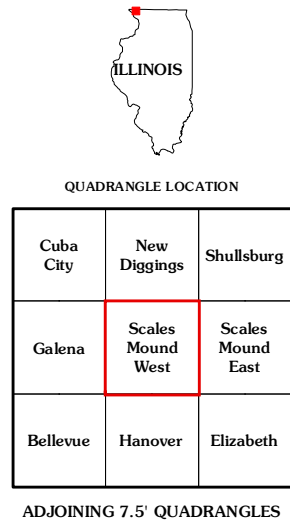 ILLINOIS
QUADRANGLE LOCATION
Cuba
City
New
Diggings
Shullsburg
Galena
Scales
Mound
West
Scales
Mound
East
Bellevue
Hanover
Elizabeth
ADJOINING 7.5' QUADRANGLES